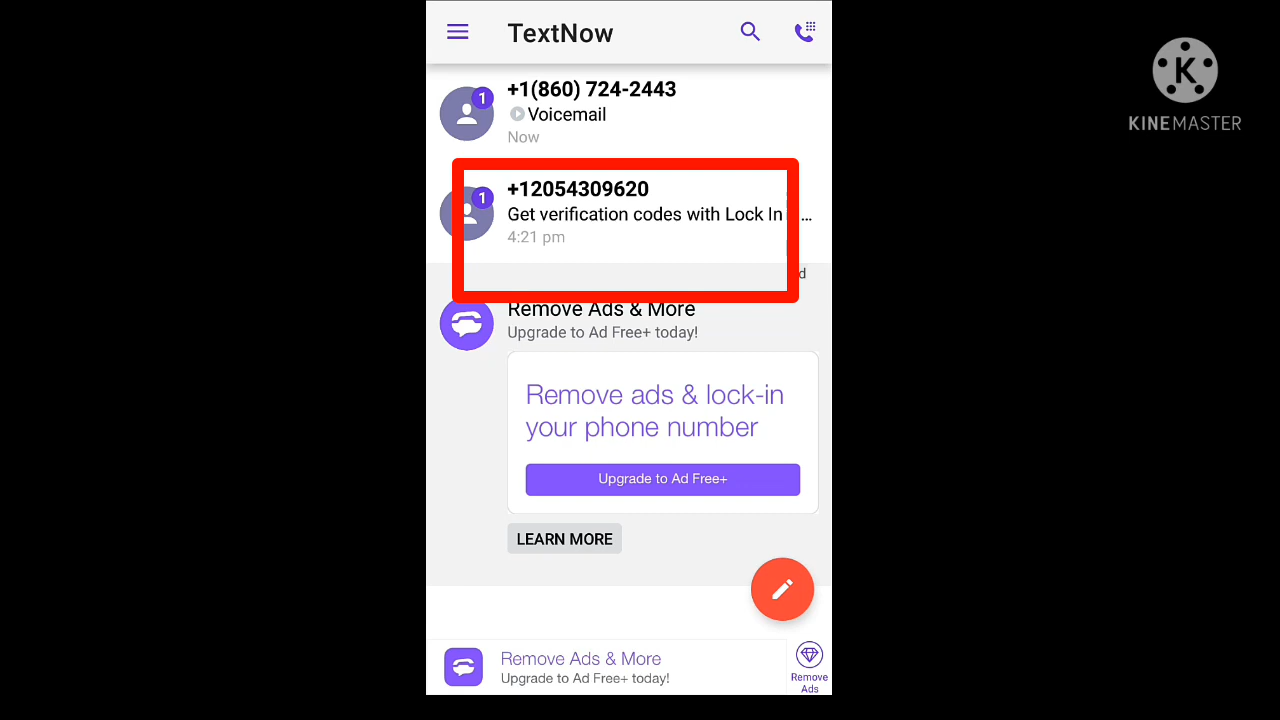 TextNow
+1(860) 724-2443
1
Voicemail
Now
+12054309620
1
Get verification codes with Lock In ...
4:21 pm
Remove Ads & More
Upgrade to Ad Free+ today!
Remove ads & lock-in
your phone number
Upgrade to Ad Free+
LEARN MORE
Remove Ads & More
Upgrade to Ad Free+ today!
Remove
Ads
K
KINEMASTER